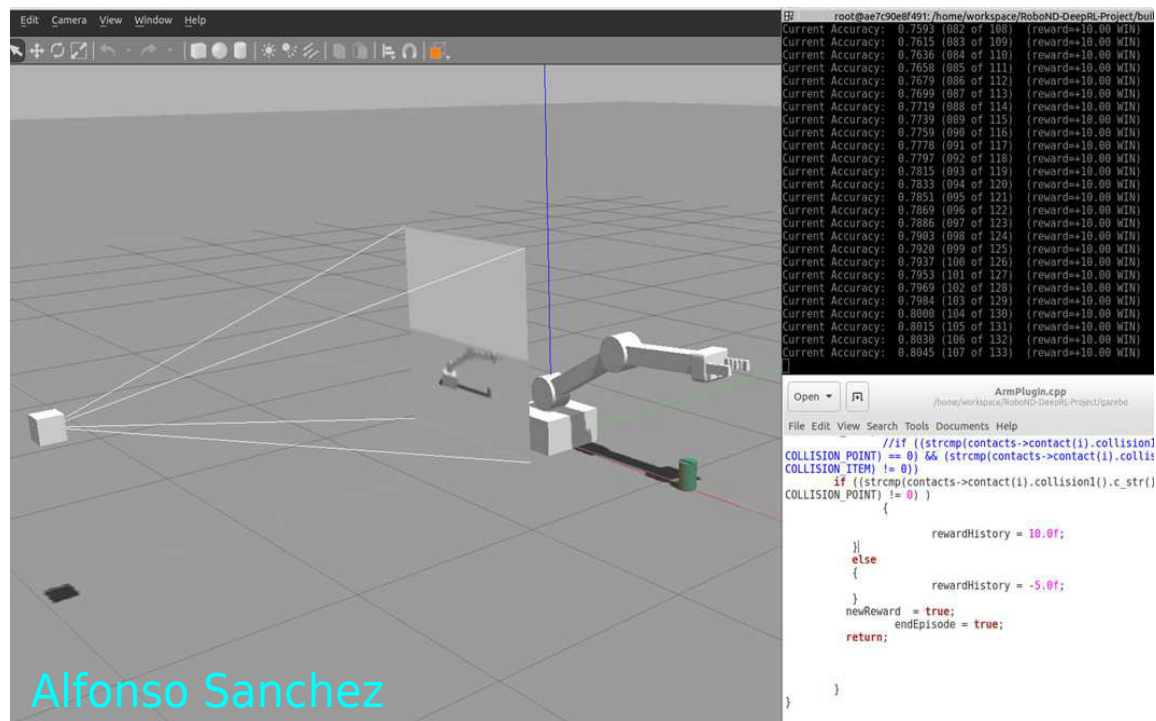 Edit Camera View Window Help
root@ae7c90e8f491: /home/workspace/RoboND-DeepRL-Project/buil
Current Accuracy: 0.7593 (082 of 108) (reward=+10.00 WIN)
Current Accuracy: 0.7615 (083 of 109) (reward=+10.00 WIN)
Current Accuracy: 0.7636 (084 of 110) (reward=+10.00 WIN)
Current Accuracy: 0.7658 (085 of 111) (reward=+10.00 WIN)
Current Accuracy: 0.7679 (086 of 112) (reward=+10.00 WIN)
Current Accuracy: 0.7699 (087 of 113) (reward=+10.00 WIN)
Current Accuracy: 0.7719 (088 of 114) (reward=+10.00 WIN)
Current Accuracy: 0.7739 (089 of 115) (reward=+10.00 WIN)
Current Accuracy: 0.7759 (090 of 116) (reward=+10.00 WIN)
Current Accuracy: 0.7778 (091 of 117) (reward=+10.00 WIN)
Current Accuracy: 0.7797 (092 of 118) (reward=+10.00 WIN)
Current Accuracy: 0.7815 (093 of 119) (reward=+10.00 WIN)
Current Accuracy: 0.7833 (094 of 120) (reward=+10.00 WIN)
Current Accuracy: 0.7851 (095 of 121) (reward=+10.00 WIN)
Current Accuracy: 0.7869 (096 of 122) (reward=+10.00 WIN)
Current Accuracy: 0.7886 (097 of 123) (reward=+10.00 WIN)
Current Accuracy: 0.7903 (098 of 124) (reward=+10.00 WIN)
Current Accuracy: 0.7920 (099 of 125) (reward=+10.00 WIN)
Current Accuracy: 0.7937 (100 of 126) (reward=+10.00 WIN)
Current Accuracy: 0.7953 (101 of 127) (reward=+10.00 WIN)
Current Accuracy: 0.7969 (102 of 128) (reward=+10.00 WIN)
Current Accuracy: 0.7984 (103 of 129) (reward=+10.00 WIN)
Current Accuracy: 0.8000 (104 of 130) (reward=+10.00 WIN)
Current Accuracy: 0.8015 (105 of 131) (reward=+10.00 WIN)
Current Accuracy: 0.8030 (106 of 132) (reward=+10.00 WIN)
Current Accuracy: 0.8045 (107 of 133) (reward=+10.00 WIN)
Open
ArmPlugin.cpp
/home/workspace/RoboND-DeepRL-Project/gazebo
File Edit View Search Tools Documents Help
//if ((strcmp(contacts->contact(i).collision1
COLLISION_POINT) == 0) && (strcmp(contacts->contact(i).collis
COLLISION_ITEM) != 0))
if ((strcmp(contacts->contact(i).collision1().c_str()
COLLISION_POINT) != 0) )
{
rewardHistory = 10.0f;
}
else
{
rewardHistory = -5.0f;
}
newReward = true;
endEpisode = true;
return;
}
}
Alfonso Sanchez